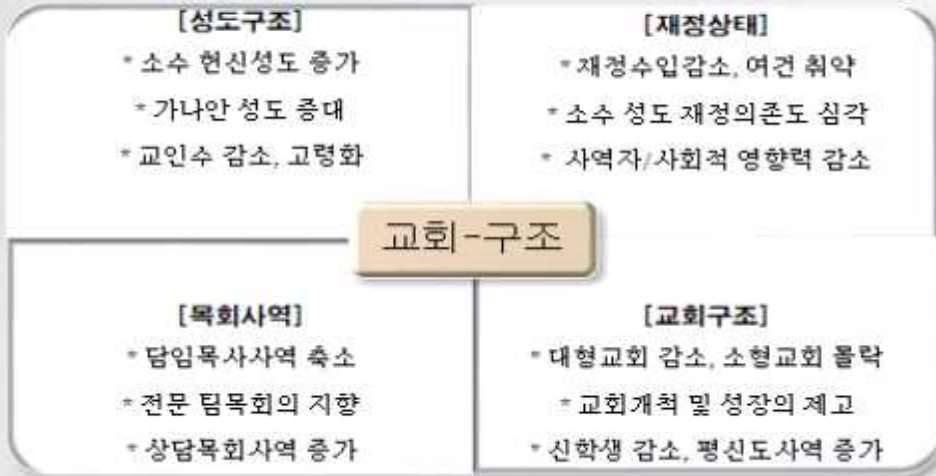 [성도구조]
* 소수 헌신성도 증가
* 가나안 성도 증대
* 교인수 감소, 고령화
[재정상태]
* 재정수입감소, 여건 취약
* 소수 성도 재정의존도 심각
* 사역자/사회적 영향력 감소
교회-구조
[목회사역]
* 담임목사사역 축소
* 전문 팀목회의 지향
* 상담목회사역 증가
[교회구조]
* 대형교회 감소, 소형교회 몰락
* 교회개척 및 성장의 제고
* 신학생 감소, 평신도사역 증가